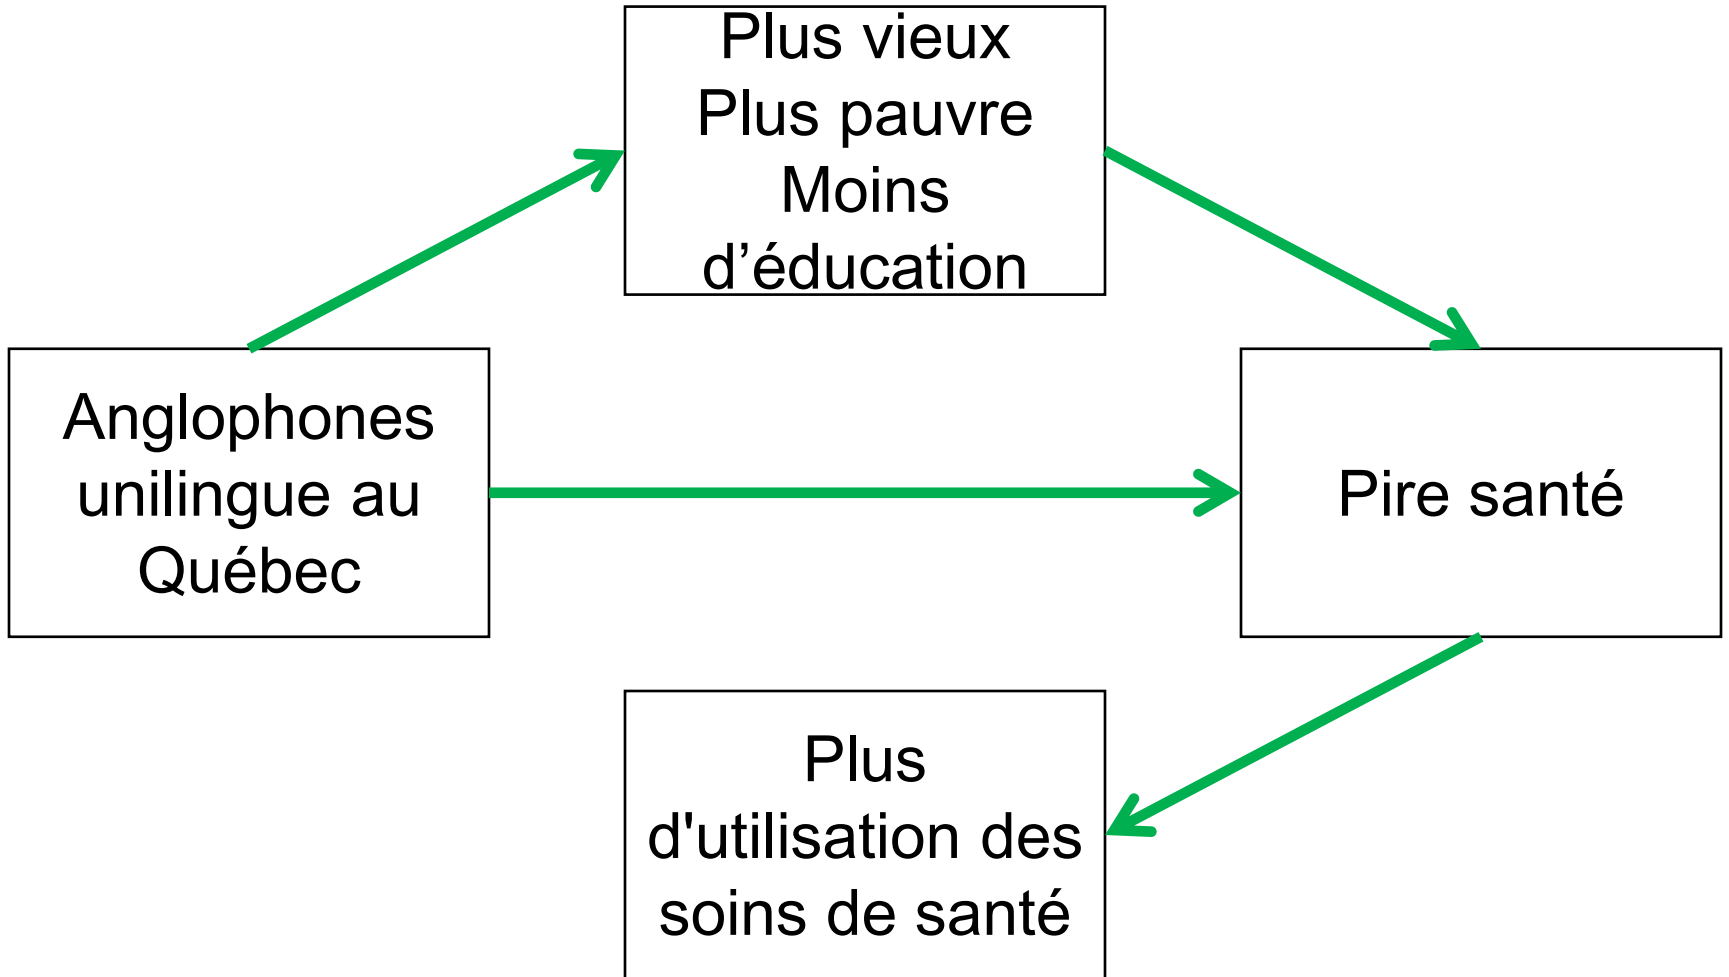 Plus vieux
Plus pauvre
Moins
d’éducation
Anglophones
unilingue au
Québec
Pire santé
Plus
d'utilisation des
soins de santé